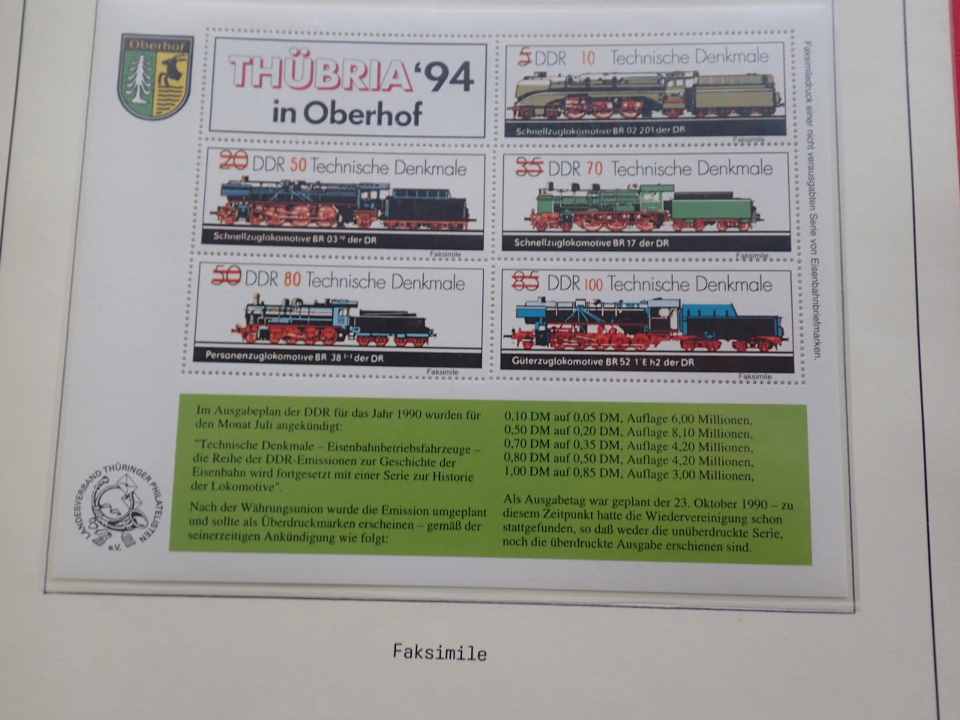 Oberhof
THÜBRIA '94
in Oberhof
5 DDR 10 Technische Denkmale
Schnellzuglokomotive BR 02 201 der DR
Faksimile
20 DDR 50 Technische Denkmale
Schnellzuglokomotive BR 03 der DR
Faksimile
35 DDR 70 Technische Denkmale
Schnellzuglokomotive BR 17 der DR
Faksimile
50 DDR 80 Technische Denkmale
Personenzuglokomotive BR 38 der DR
Faksimile
85 DDR 100 Technische Denkmale
Güterzuglokomotive BR 52 1'E h2 der DR
Faksimile
Faksimiledruck einer nicht verausgabten Serie von Eisenbahnbriefmarken.
Im Ausgabeplan der DDR für das Jahr 1990 wurden für
den Monat Juli angekündigt:
"Technische Denkmale – Eisenbahnbetriebsfahrzeuge –
die Reihe der DDR-Emissionen zur Geschichte der
Eisenbahn wird fortgesetzt mit einer Serie zur Historie
der Lokomotive".
Nach der Währungsunion wurde die Emission umgeplant
und sollte als Überdruckmarken erscheinen – gemäß der
seinerzeitigen Ankündigung wie folgt:
0,10 DM auf 0,05 DM, Auflage 6,00 Millionen,
0,50 DM auf 0,20 DM, Auflage 8,10 Millionen,
0,70 DM auf 0,35 DM, Auflage 4,20 Millionen,
0,80 DM auf 0,50 DM, Auflage 4,20 Millionen,
1,00 DM auf 0,85 DM, Auflage 3,00 Millionen,
Als Ausgabetag war geplant der 23. Oktober 1990 – zu
diesem Zeitpunkt hatte die Wiedervereinigung schon
stattgefunden, so daß weder die unüberdruckte Serie,
noch die überdruckte Ausgabe erschienen sind.
LANDESVERBAND THÜRINGER PHILATELISTEN
e.V.
Faksimile